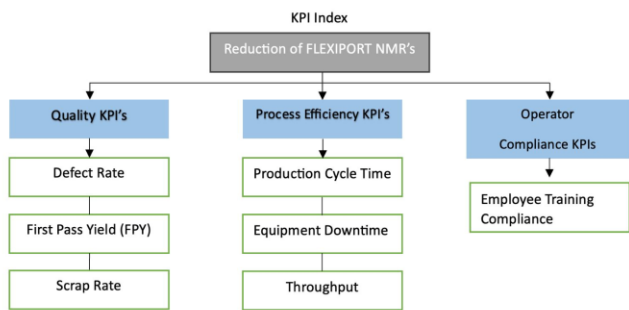 KPI Index
Reduction of FLEXIPORT NMR's
Quality KPI's
Process Efficiency KPI's
Operator
Compliance KPIs
Defect Rate
Production Cycle Time
Employee Training
Compliance
First Pass Yield (FPY)
Equipment Downtime
Scrap Rate
Throughput